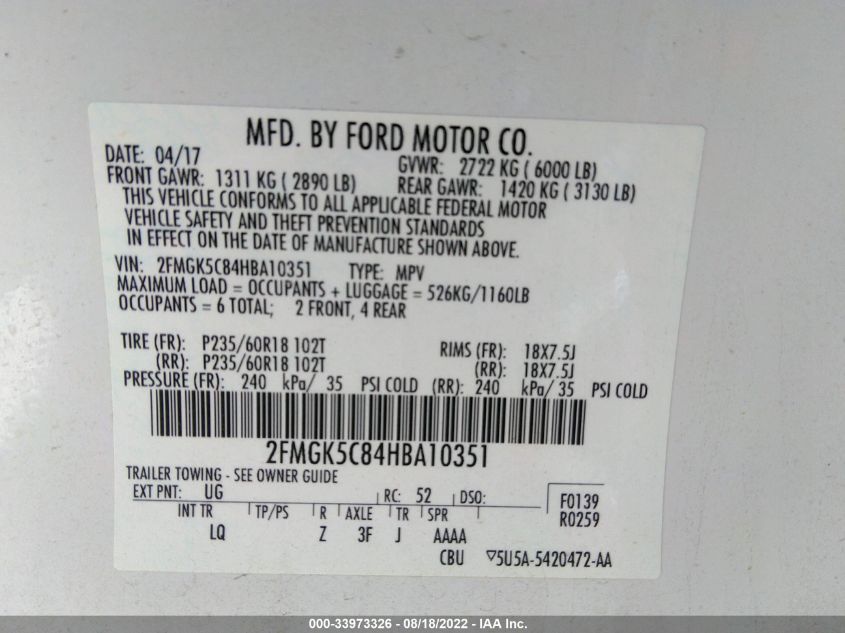 MFD. BY FORD MOTOR CO.
DATE: 04/17 GVWR: 2722 KG ( 6000 LB)
FRONT GAWR: 1311 KG ( 2890 LB) REAR GAWR: 1420 KG ( 3130 LB)
THIS VEHICLE CONFORMS TO ALL APPLICABLE FEDERAL MOTOR
VEHICLE SAFETY AND THEFT PREVENTION STANDARDS
IN EFFECT ON THE DATE OF MANUFACTURE SHOWN ABOVE.
VIN: 2FMGK5C84HBA10351 TYPE: MPV
MAXIMUM LOAD = OCCUPANTS + LUGGAGE = 526KG/1160LB
OCCUPANTS = 6 TOTAL; 2 FRONT, 4 REAR
TIRE (FR): P235/60R18 102T RIMS (FR): 18X7.5J
(RR): P235/60R18 102T (RR): 18X7.5J
PRESSURE (FR): 240 kPa/ 35 PSI COLD (RR): 240 kPa/ 35 PSI COLD
2FMGK5C84HBA10351
TRAILER TOWING - SEE OWNER GUIDE
EXT PNT: UG RC: 52 DSO: F0139
INT TR TP/PS R AXLE TR SPR R0259
LQ Z 3F J AAAA
CBU ▽5U5A-5420472-AA
000-33973326 - 08/18/2022 - IAA Inc.